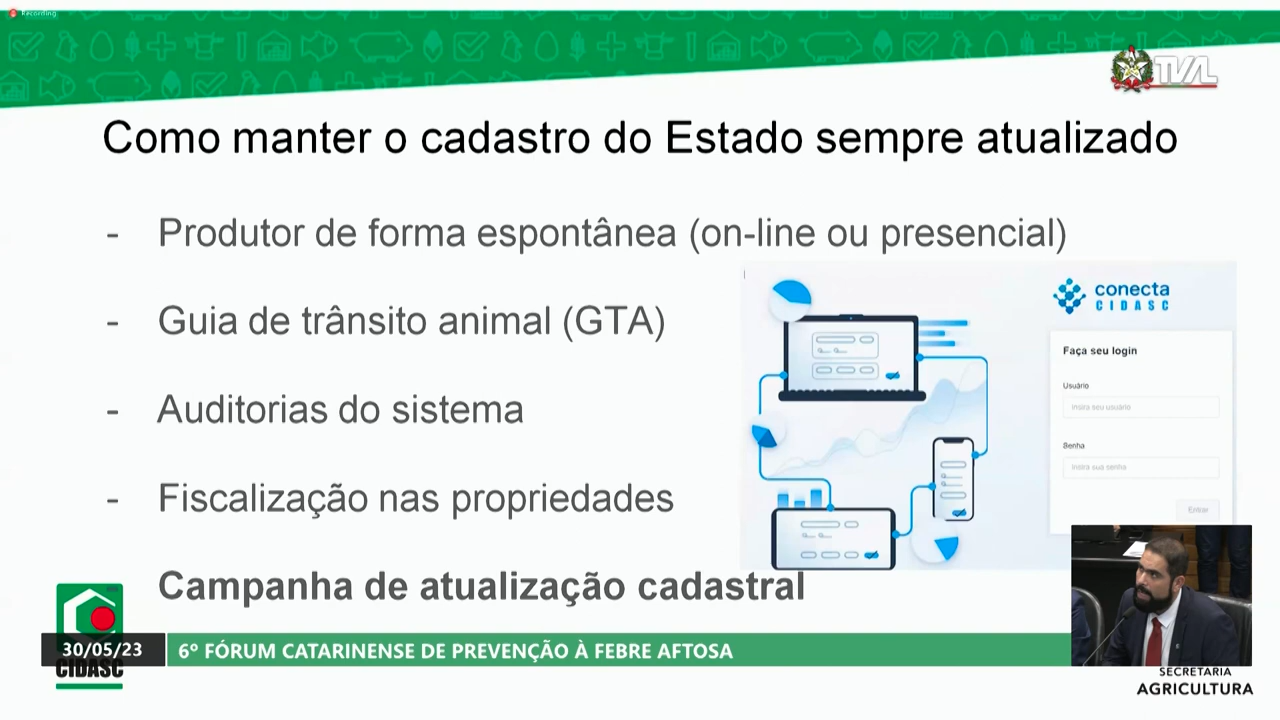 Recording
TVAL
Como manter o cadastro do Estado sempre atualizado
- Produtor de forma espontânea (on-line ou presencial)
- Guia de trânsito animal (GTA)
- Auditorias do sistema
- Fiscalização nas propriedades
Campanha de atualização cadastral
conecta
CIDASC
Faça seu login
Usuário
Insira seu usuário
Senha
Insira sua senha
Entrar
30/05/23
6º FÓRUM CATARINENSE DE PREVENÇÃO À FEBRE AFTOSA
CIDASC
SECRETARIA
AGRICULTURA